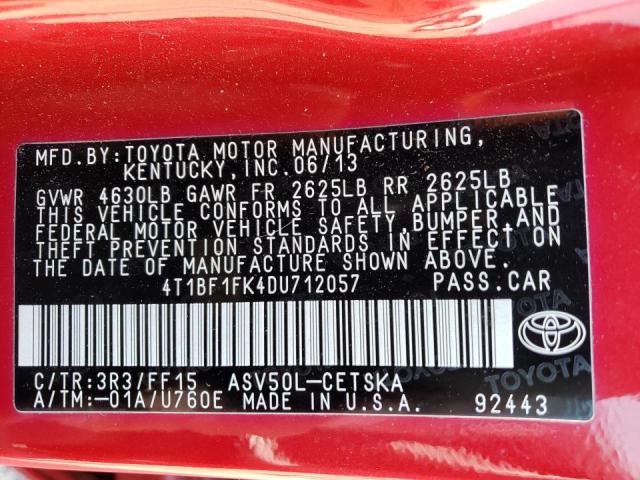 MFD.BY:TOYOTA MOTOR MANUFACTURING,
KENTUCKY,INC.06/13
GVWR 4630LB GAWR FR 2625LB RR 2625LB
THIS VEHICLE CONFORMS TO ALL APPLICABLE
FEDERAL MOTOR VEHICLE SAFETY,BUMPER,AND
THEFT PREVENTION STANDARDS IN EFFECT ON
THE DATE OF MANUFACTURE SHOWN ABOVE.
4T1BF1FK4DU712057 PASS.CAR
C/TR:3R3/FF15 ASV50L-CETSKA
A/TM:-01A/U760E MADE IN U.S.A.
92443
TOYOTA